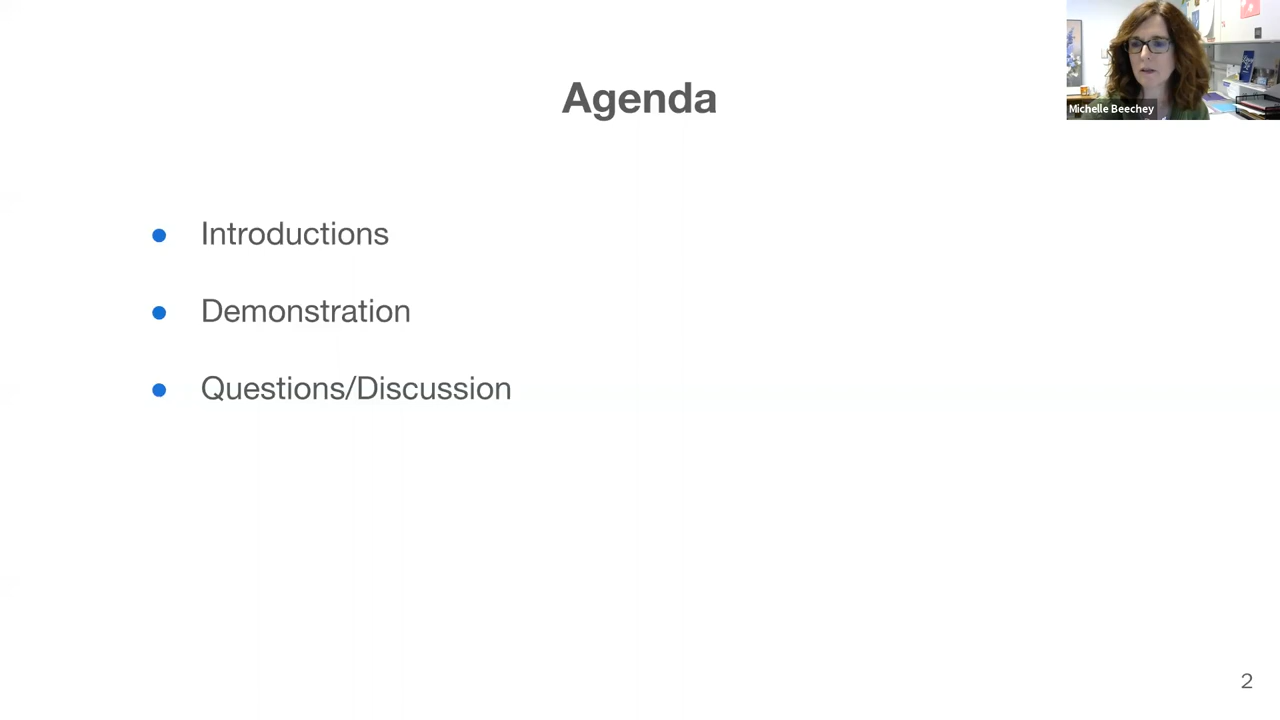 Agenda
Michelle Beechey
● Introductions
● Demonstration
● Questions/Discussion
2